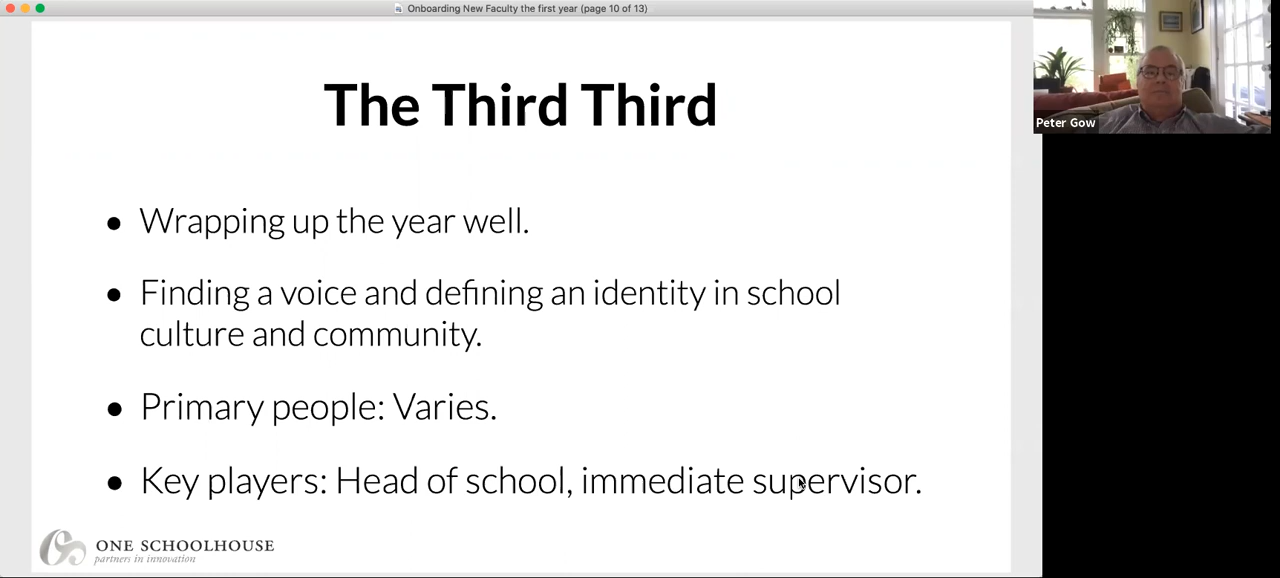 Onboarding New Faculty the first year (page 10 of 13)
The Third Third
● Wrapping up the year well.
● Finding a voice and defining an identity in school
culture and community.
● Primary people: Varies.
● Key players: Head of school, immediate supervisor.
ONE SCHOOLHOUSE
partners in innovation
Peter Gow